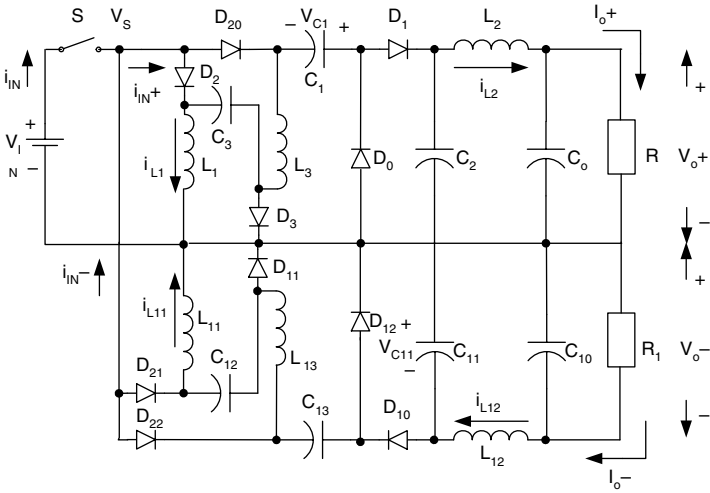 S V_S D_20 − V_C1 + D_1 L_2 I_o+
i_IN i_IN+ D_2 C_1 i_L2 +
V_I N + − C_3 i_L1 L_1 L_3 D_0 C_2 C_o R V_o+
D_3 −
i_IN− D_11 +
i_L11 L_11 D_12 + V_C11 − C_11 C_10 R_1 V_o−
C_12 L_13
D_21
D_22 C_13 D_10 i_L12 −
L_12 I_o−